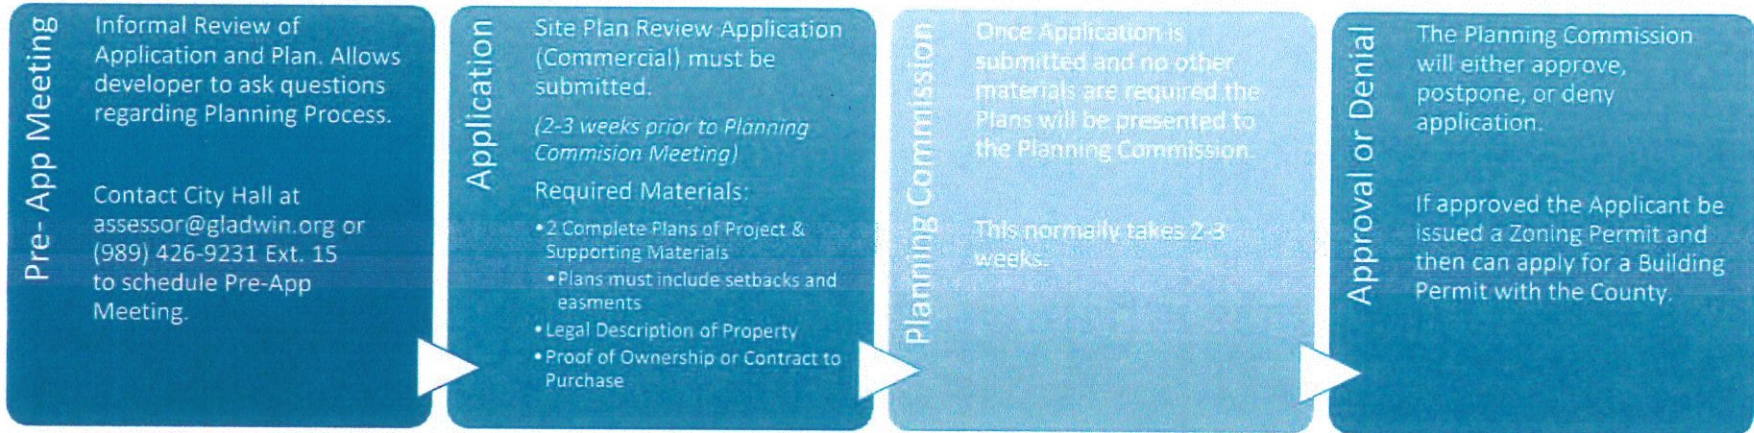 Pre- App Meeting
Informal Review of
Application and Plan. Allows
developer to ask questions
regarding Planning Process.
Contact City Hall at
assessor@gladwin.org or
(989) 426-9231 Ext. 15
to schedule Pre-App
Meeting.
Application
Site Plan Review Application
(Commercial) must be
submitted.
(2-3 weeks prior to Planning
Commision Meeting)
Required Materials:
• 2 Complete Plans of Project &
Supporting Materials
• Plans must include setbacks and
easments
• Legal Description of Property
• Proof of Ownership or Contract to
Purchase
Planning Commission
Once Application is
submitted and no other
materials are required the
Plans will be presented to
the Planning Commission.
This normally takes 2-3
weeks.
Approval or Denial
The Planning Commission
will either approve,
postpone, or deny
application.
If approved the Applicant be
issued a Zoning Permit and
then can apply for a Building
Permit with the County.